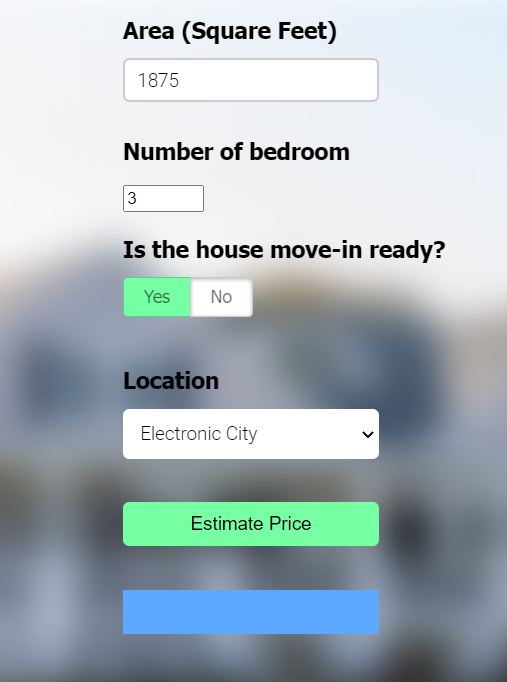 Area (Square Feet)
1875
Number of bedroom
3
Is the house move-in ready?
Yes No
Location
Electronic City
Estimate Price